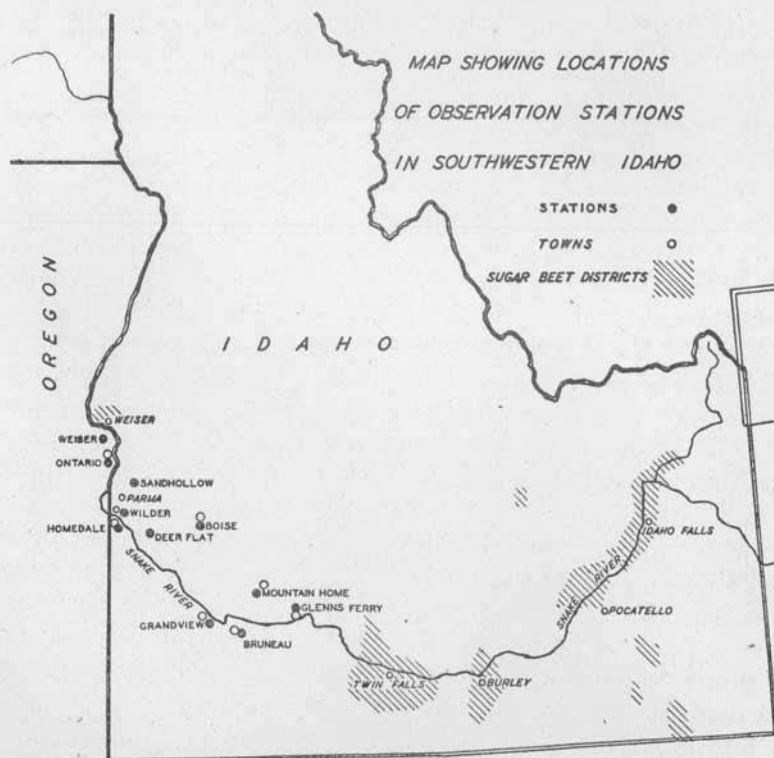 MAP SHOWING LOCATIONS
OF OBSERVATION STATIONS
IN SOUTHWESTERN IDAHO
STATIONS
TOWNS
SUGAR BEET DISTRICTS
OREGON
IDAHO
WEISER
WEISER
ONTARIO
SANDHOLLOW
PARMA
WILDER
HOMEDALE
BOISE
DEER FLAT
SNAKE RIVER
MOUNTAIN HOME
GLENNS FERRY
GRANDVIEW
BRUNEAU
IDAHO FALLS
SNAKE RIVER
POCATELLO
TWIN FALLS
BURLEY